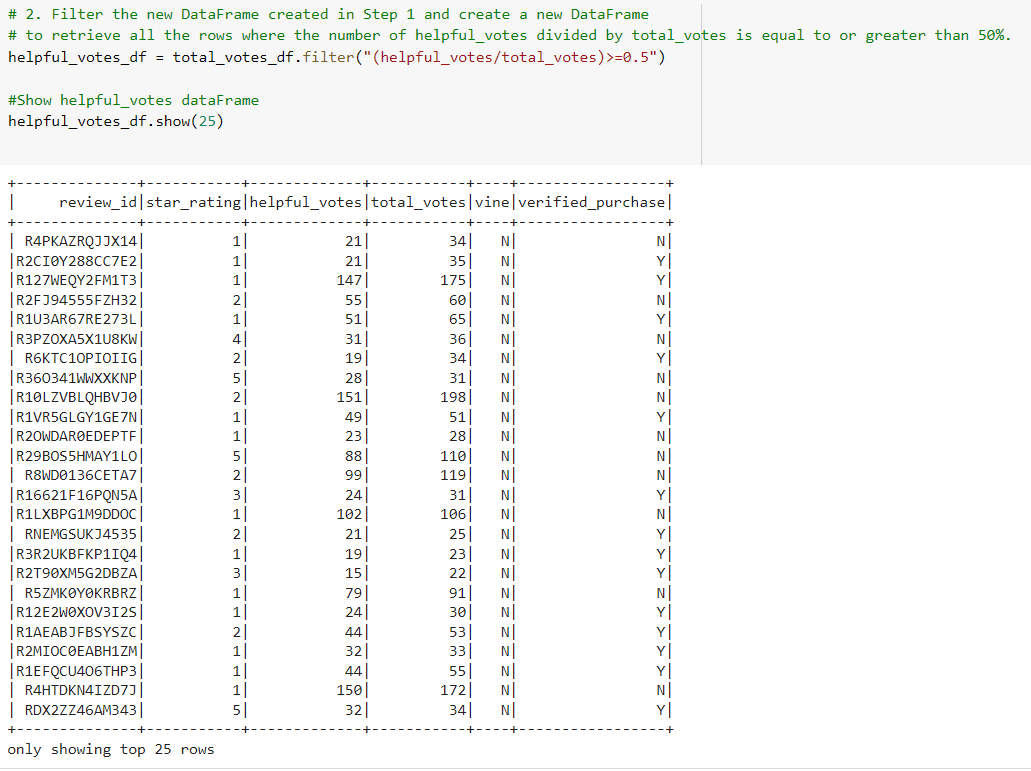 # 2. Filter the new DataFrame created in Step 1 and create a new DataFrame
# to retrieve all the rows where the number of helpful_votes divided by total_votes is equal to or greater than 50%.
helpful_votes_df = total_votes_df.filter("(helpful_votes/total_votes)>=0.5")
#Show helpful_votes dataFrame
helpful_votes_df.show(25)
+--------------+-----------+-------------+-----------+----+-----------------+
|     review_id|star_rating|helpful_votes|total_votes|vine|verified_purchase|
+--------------+-----------+-------------+-----------+----+-----------------+
| R4PKAZRQJJX14|          1|           21|         34|   N|                N|
|R2CI0Y288CC7E2|          1|           21|         35|   N|                Y|
|R127WEQY2FM1T3|          1|          147|        175|   N|                Y|
|R2FJ94555FZH32|          2|           55|         60|   N|                N|
|R1U3AR67RE273L|          1|           51|         65|   N|                Y|
|R3PZOXA5X1U8KW|          4|           31|         36|   N|                N|
| R6KTC1OPIOIIG|          2|           19|         34|   N|                Y|
|R36O341WWXXKNP|          5|           28|         31|   N|                N|
|R10LZVBLQHBVJ0|          2|          151|        198|   N|                N|
|R1VR5GLGY1GE7N|          1|           49|         51|   N|                Y|
|R2OWDAR0EDEPTF|          1|           23|         28|   N|                N|
|R29BOS5HMAY1LO|          5|           88|        110|   N|                N|
| R8WD0136CETA7|          2|           99|        119|   N|                N|
|R16621F16PQN5A|          3|           24|         31|   N|                Y|
|R1LXBPG1M9DDOC|          1|          102|        106|   N|                N|
| RNEMGSUKJ4535|          2|           21|         25|   N|                Y|
|R3R2UKBFKP1IQ4|          1|           19|         23|   N|                Y|
|R2T90XM5G2DBZA|          3|           15|         22|   N|                Y|
| R5ZMK0Y0KRBRZ|          1|           79|         91|   N|                N|
|R12E2W0XOV3I2S|          1|           24|         30|   N|                Y|
|R1AEABJFBSYSZC|          2|           44|         53|   N|                Y|
|R2MIOC0EABH1ZM|          1|           32|         33|   N|                Y|
|R1EFQCU4O6THP3|          1|           44|         55|   N|                Y|
| R4HTDKN4IZD7J|          1|          150|        172|   N|                N|
| RDX2ZZ46AM343|          5|           32|         34|   N|                Y|
+--------------+-----------+-------------+-----------+----+-----------------+
only showing top 25 rows